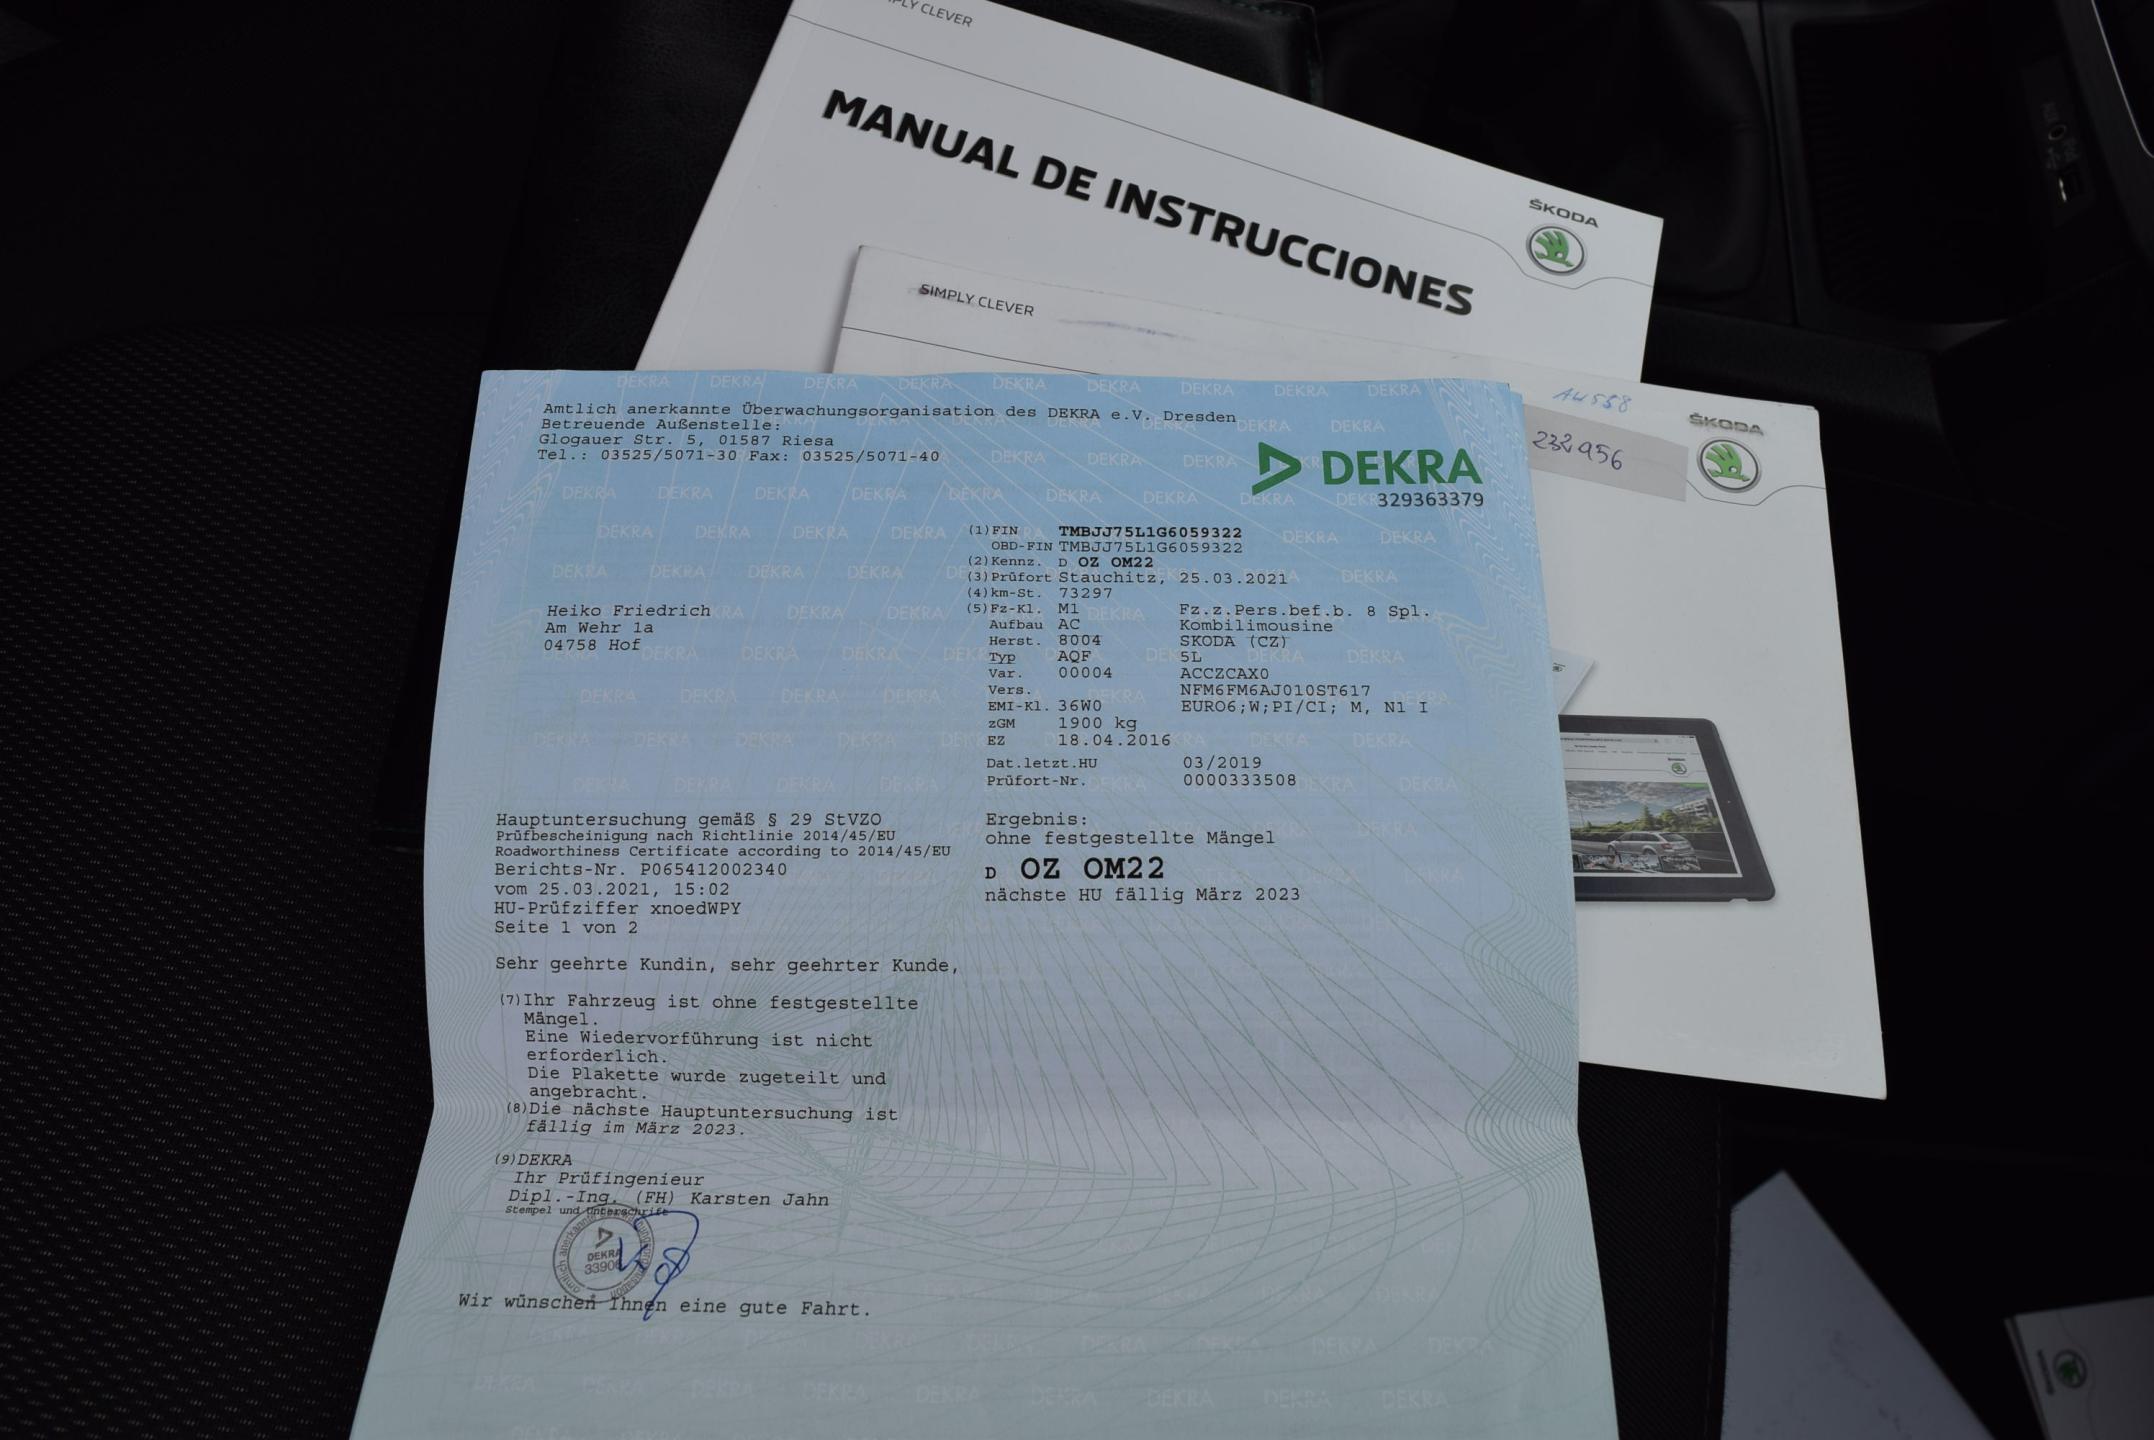 SIMPLY CLEVER
MANUAL DE INSTRUCCIONES
ŠKODA
SIMPLY CLEVER
AU558
232956
ŠKODA
Amtlich anerkannte Überwachungsorganisation des DEKRA e.V. Dresden
Betreuende Außenstelle:
Glogauer Str. 5, 01587 Riesa
Tel.: 03525/5071-30 Fax: 03525/5071-40
DEKRA
329363379
(1)FIN TMBJJ75L1G6059322
OBD-FIN TMBJJ75L1G6059322
(2)Kennz. D OZ OM22
(3)Prüfort Stauchitz, 25.03.2021
(4)km-St. 73297
(5)Fz-Kl. M1 Fz.z.Pers.bef.b. 8 Spl.
Aufbau AC Kombilimousine
Herst. 8004 SKODA (CZ)
Typ AQF 5L
Var. 00004 ACCZCAX0
Vers. NFM6FM6AJ010ST617
EMI-Kl. 36W0 EURO6;W;PI/CI; M, N1 I
zGM 1900 kg
EZ 18.04.2016
Dat.letzt.HU 03/2019
Prüfort-Nr. 0000333508
Heiko Friedrich
Am Wehr 1a
04758 Hof
Hauptuntersuchung gemäß § 29 StVZO
Prüfbescheinigung nach Richtlinie 2014/45/EU
Roadworthiness Certificate according to 2014/45/EU
Berichts-Nr. P065412002340
vom 25.03.2021, 15:02
HU-Prüfziffer xnoedWPY
Seite 1 von 2
Ergebnis:
ohne festgestellte Mängel
D OZ OM22
nächste HU fällig März 2023
Sehr geehrte Kundin, sehr geehrter Kunde,
(7)Ihr Fahrzeug ist ohne festgestellte
Mängel.
Eine Wiedervorführung ist nicht
erforderlich.
Die Plakette wurde zugeteilt und
angebracht.
(8)Die nächste Hauptuntersuchung ist
fällig im März 2023.
(9)DEKRA
Ihr Prüfingenieur
Dipl.-Ing. (FH) Karsten Jahn
Stempel und Unterschrift
DEKRA
33906
Wir wünschen Ihnen eine gute Fahrt.